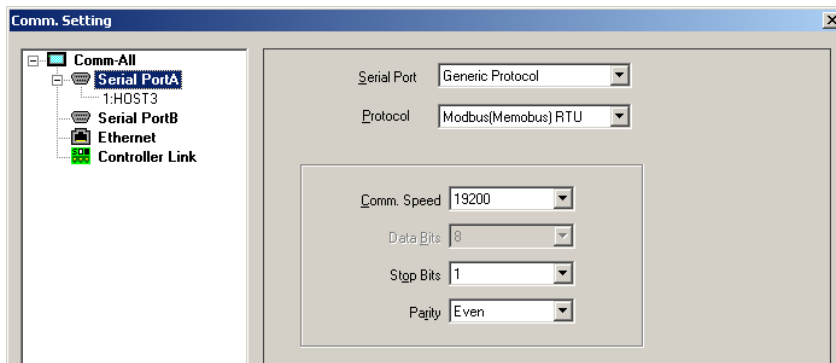 Comm. Setting
Comm-All
Serial PortA
1:HOST3
Serial PortB
Ethernet
Controller Link
Serial Port Generic Protocol
Protocol Modbus(Memobus) RTU
Comm. Speed 19200
Data Bits 8
Stop Bits 1
Parity Even